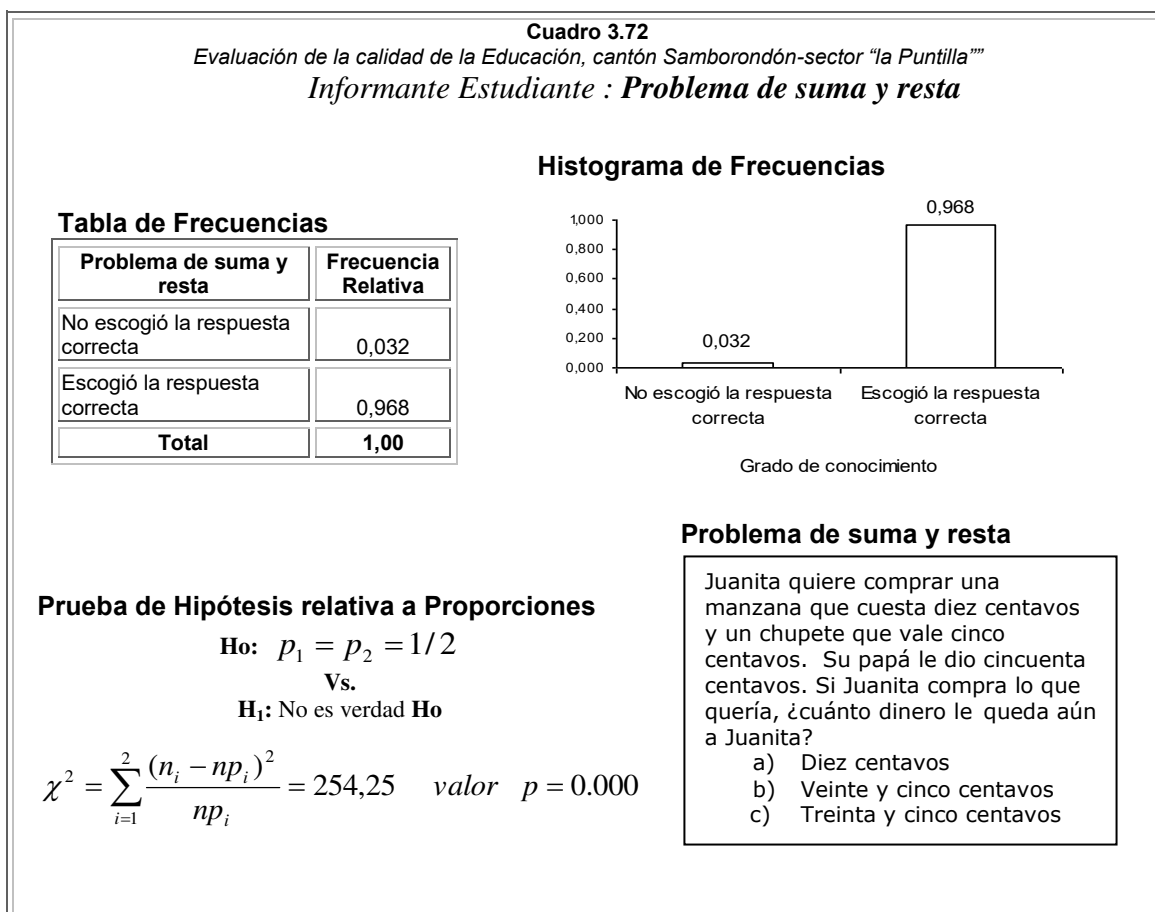 Cuadro 3.72
Evaluación de la calidad de la Educación, cantón Samborondón-sector “la Puntilla””
Informante Estudiante : Problema de suma y resta
Histograma de Frecuencias
Tabla de Frecuencias
Problema de suma y
resta
Frecuencia
Relativa
No escogió la respuesta
correcta
0,032
Escogió la respuesta
correcta
0,968
Total
1,00
1,000
0,800
0,600
0,400
0,200
0,000
0,032
0,968
No escogió la respuesta
correcta
Escogió la respuesta
correcta
Grado de conocimiento
Prueba de Hipótesis relativa a Proporciones
Ho: p₁ = p₂ = 1/2
Vs.
H₁: No es verdad Ho
χ² = ∑_{i=1}^{2} (nᵢ − npᵢ)² / npᵢ = 254,25 valor p = 0.000
Problema de suma y resta
Juanita quiere comprar una
manzana que cuesta diez centavos
y un chupete que vale cinco
centavos. Su papá le dio cincuenta
centavos. Si Juanita compra lo que
quería, ¿cuánto dinero le queda aún
a Juanita?
a) Diez centavos
b) Veinte y cinco centavos
c) Treinta y cinco centavos